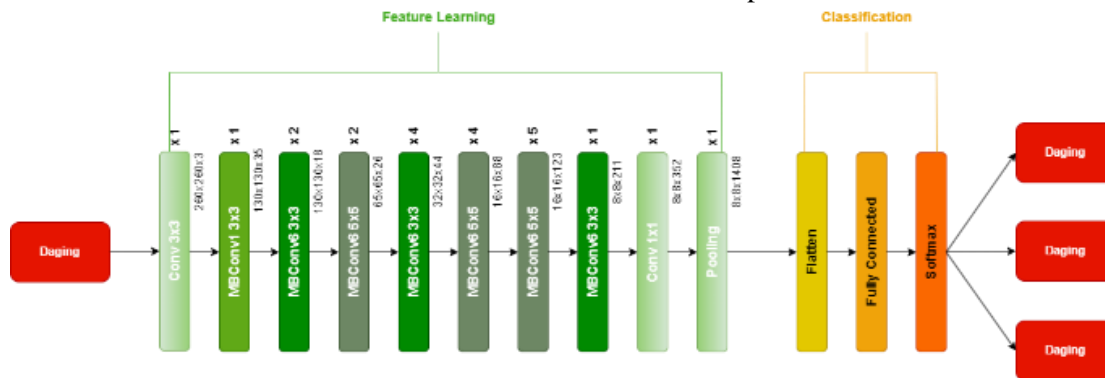 Feature Learning
Classification
Daging
x 1
Conv 3x3
260x260x3
x 1
MBConv1 3x3
130x130x35
x 2
MBConv6 3x3
130x130x18
x 2
MBConv6 5x5
65x65x26
x 4
MBConv6 3x3
32x32x44
x 4
MBConv6 5x5
16x16x88
x 5
MBConv6 5x5
16x16x123
x 1
MBConv6 3x3
8x8x211
x 1
Conv 1x1
8x8x352
x 1
Pooling
8x8x1408
Flatten
Fully Connected
Softmax
Daging
Daging
Daging